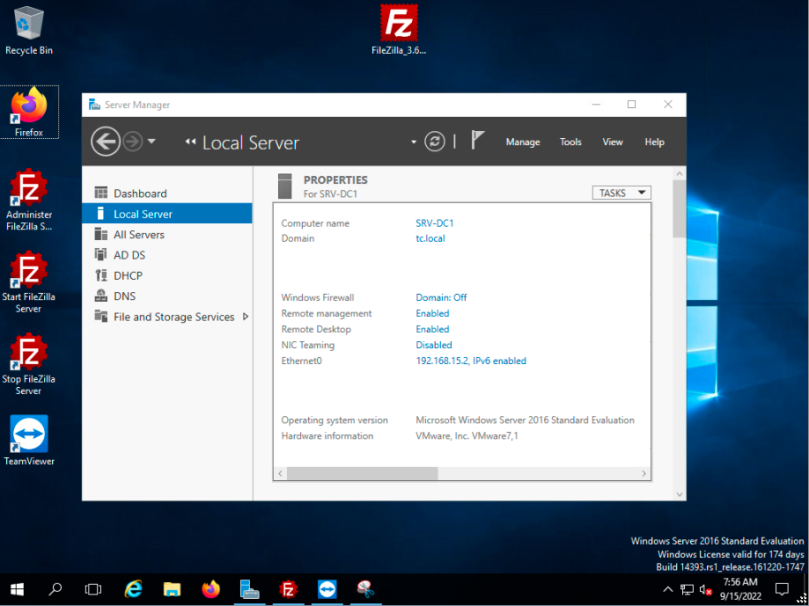 Recycle Bin
FileZilla_3.6...
Firefox
Administer
FileZilla S...
Start FileZilla
Server
Stop FileZilla
Server
TeamViewer
Server Manager
Local Server
Manage Tools View Help
Dashboard
Local Server
All Servers
AD DS
DHCP
DNS
File and Storage Services
PROPERTIES
For SRV-DC1
TASKS
Computer name SRV-DC1
Domain tc.local
Windows Firewall Domain: Off
Remote management Enabled
Remote Desktop Enabled
NIC Teaming Disabled
Ethernet0 192.168.15.2, IPv6 enabled
Operating system version Microsoft Windows Server 2016 Standard Evaluation
Hardware information VMware, Inc. VMware7,1
Windows Server 2016 Standard Evaluation
Windows License valid for 174 days
Build 14393.rs1_release.161220-1747
7:56 AM
9/15/2022